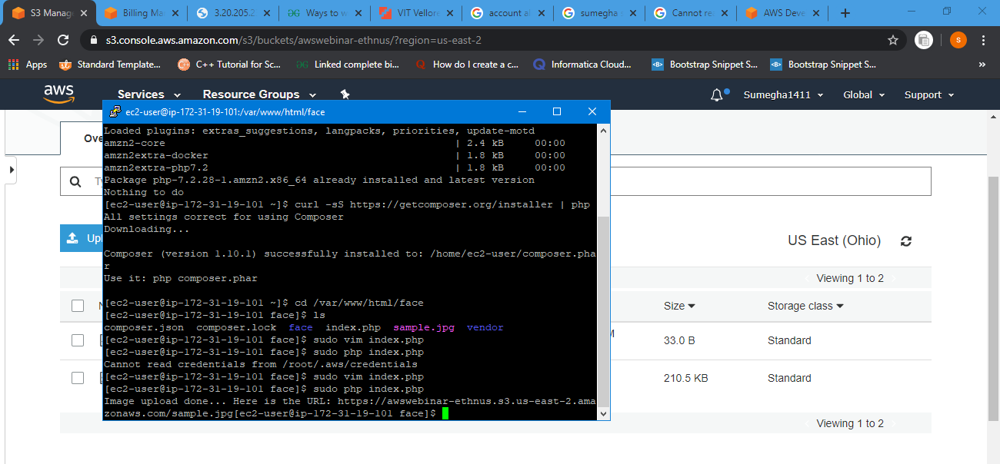 S3 Manag
Billing Ma
3.20.205.2
Ways to w
VIT Vellor
account al
sumegha
Cannot re
AWS Deve
s3.console.aws.amazon.com/s3/buckets/awswebinar-ethnus/?region=us-east-2
S
Apps
Standard Template...
C++ Tutorial for Sc...
Linked complete bi...
How do I create a c...
Informatica Cloud...
Bootstrap Snippet S...
Bootstrap Snippet S...
aws
Services
Resource Groups
Sumegha1411
Global
Support
ec2-user@ip-172-31-19-101:/var/www/html/face
Ove
Ty
Upl
Loaded plugins: extras_suggestions, langpacks, priorities, update-motd
amzn2-core | 2.4 kB 00:00
amzn2extra-docker | 1.8 kB 00:00
amzn2extra-php7.2 | 1.8 kB 00:00
Package php-7.2.28-1.amzn2.x86_64 already installed and latest version
Nothing to do
[ec2-user@ip-172-31-19-101 ~]$ curl -sS https://getcomposer.org/installer | php
All settings correct for using Composer
Downloading...
Composer (version 1.10.1) successfully installed to: /home/ec2-user/composer.pha
r
Use it: php composer.phar
[ec2-user@ip-172-31-19-101 ~]$ cd /var/www/html/face
[ec2-user@ip-172-31-19-101 face]$ ls
composer.json composer.lock face index.php sample.jpg vendor
[ec2-user@ip-172-31-19-101 face]$ sudo vim index.php
[ec2-user@ip-172-31-19-101 face]$ sudo php index.php
Cannot read credentials from /root/.aws/credentials
[ec2-user@ip-172-31-19-101 face]$ sudo vim index.php
[ec2-user@ip-172-31-19-101 face]$ sudo php index.php
Image upload done... Here is the URL: https://awswebinar-ethnus.s3.us-east-2.ama
zonaws.com/sample.jpg[ec2-user@ip-172-31-19-101 face]$
US East (Ohio)
Viewing 1 to 2
Size
Storage class
M
33.0 B
Standard
210.5 KB
Standard
Viewing 1 to 2